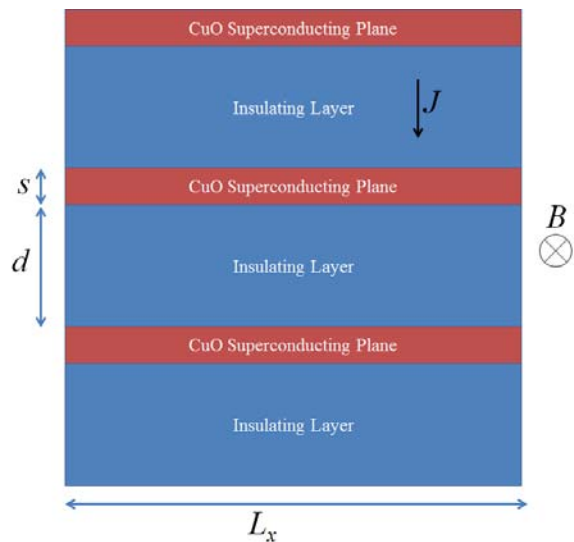 CuO Superconducting Plane
J
Insulating Layer
s
CuO Superconducting Plane
B
d
Insulating Layer
CuO Superconducting Plane
Insulating Layer
Lx